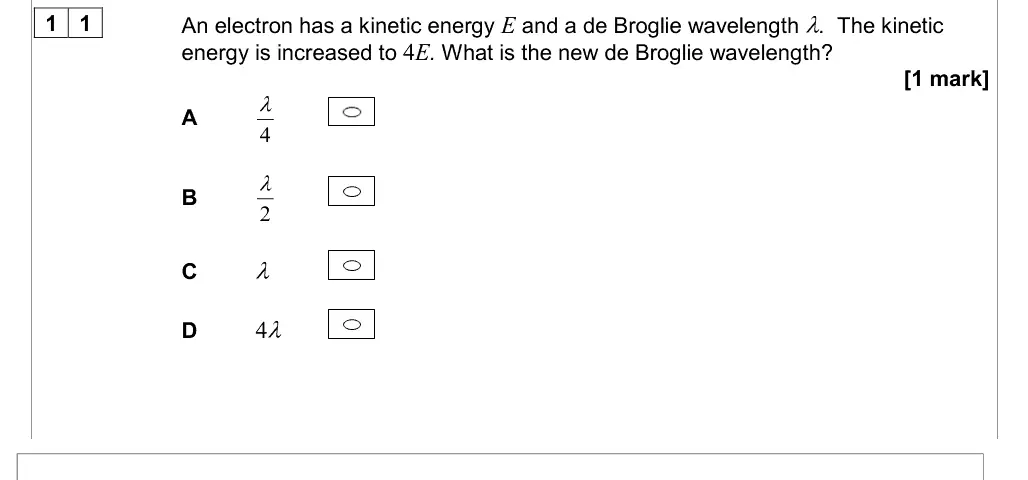 1 1 An electron has a kinetic energy E and a de Broglie wavelength λ. The kinetic
energy is increased to 4E. What is the new de Broglie wavelength?
[1 mark]
A λ/4
B λ/2
C λ
D 4λ